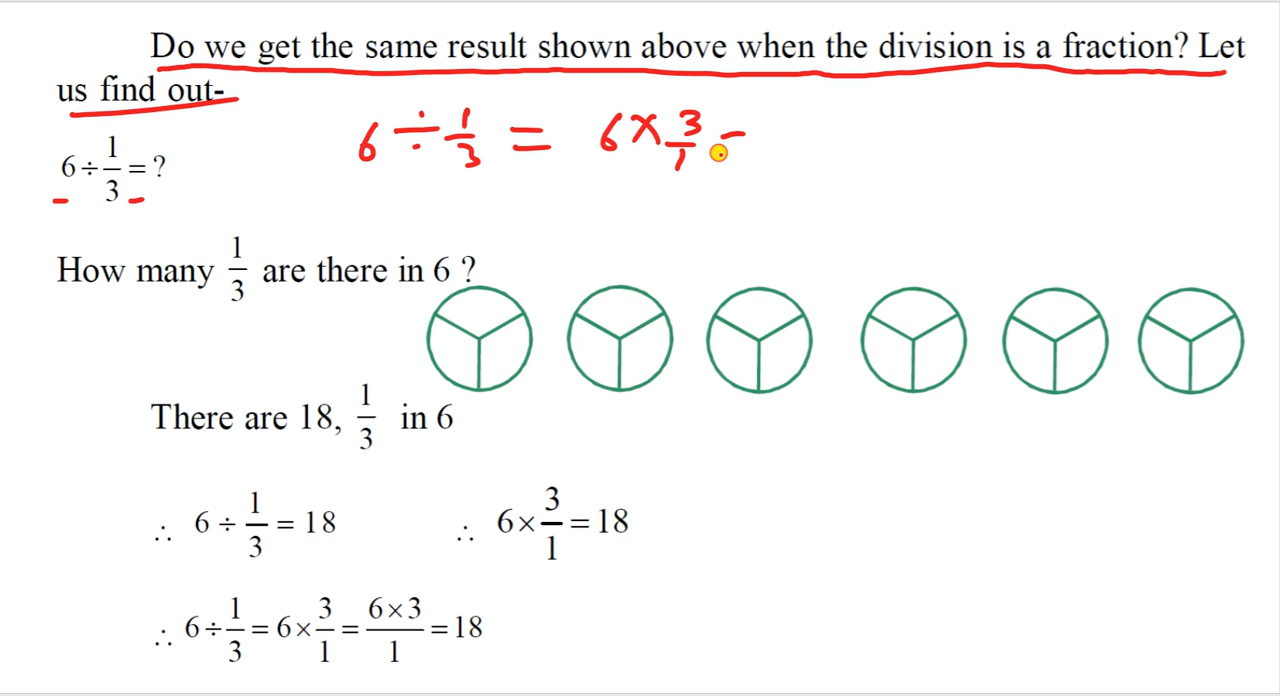 Do we get the same result shown above when the division is a fraction? Let
us find out-
6 ÷ 1/3 = 6 × 3/1 =
6 ÷ 1/3 = ?
How many 1/3 are there in 6 ?
There are 18, 1/3 in 6
∴ 6 ÷ 1/3 = 18 ∴ 6 × 3/1 = 18
∴ 6 ÷ 1/3 = 6 × 3/1 = 6×3/1 = 18